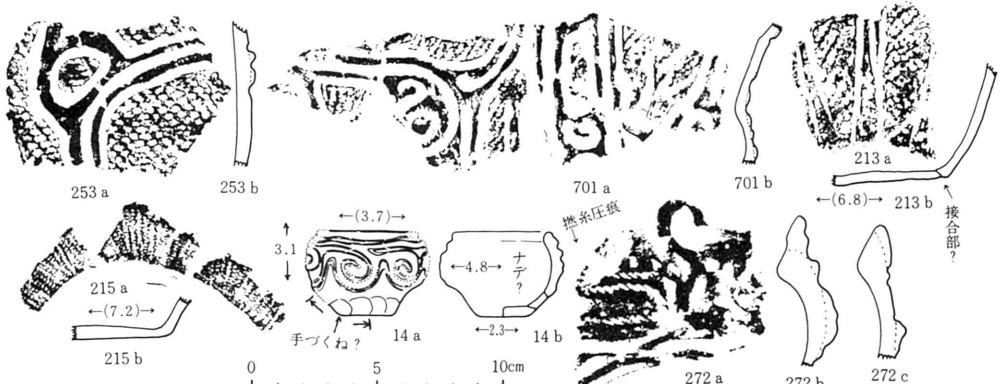 253 a
253 b
701 a
701 b
213 a
←(6.8)→
213 b
接合部?
215 a
←(7.2)→
215 b
←(3.7)→
3.1
手づくね?
14 a
←4.8→
ナデ?
←2.3→
14 b
撚糸圧痕
272 a
272 b
272 c
0
5
10cm